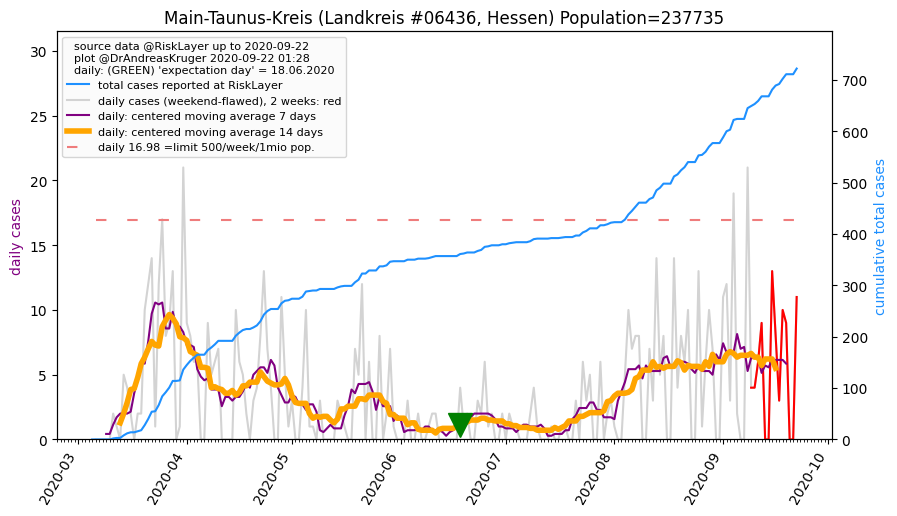 Main-Taunus-Kreis (Landkreis #06436, Hessen) Population=237735
source data @RiskLayer up to 2020-09-22
plot @DrAndreasKruger 2020-09-22 01:28
daily: (GREEN) 'expectation day' = 18.06.2020
total cases reported at RiskLayer
daily cases (weekend-flawed), 2 weeks: red
daily: centered moving average 7 days
daily: centered moving average 14 days
daily 16.98 =limit 500/week/1mio pop.
daily cases
30
25
20
15
10
5
0
cumulative total cases
700
600
500
400
300
200
100
0
2020-03
2020-04
2020-05
2020-06
2020-07
2020-08
2020-09
2020-10